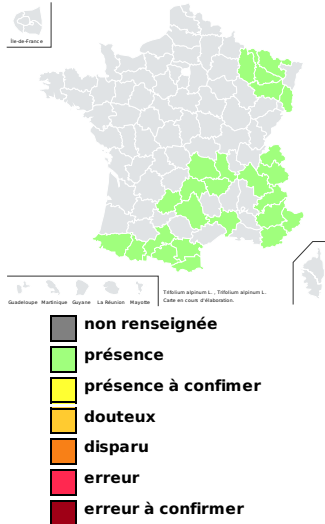 Île-de-France
Guadeloupe Martinique Guyane La Réunion Mayotte
Trifolium alpinum L. , Trifolium alpinum L.
Carte en cours d'élaboration.
non renseignée
présence
présence à confimer
douteux
disparu
erreur
erreur à confirmer